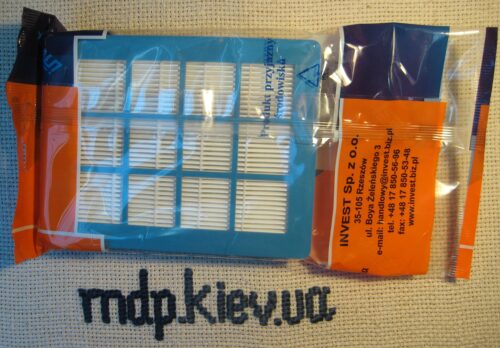 Produkt przyjazny
środowisku
INVEST Sp. z o.o.
35-105 Rzeszów
ul. Boya Żeleńskiego 3
e-mail: handlowy@invest.biz.pl
tel. +48 17 850-56-96
fax: +48 17 850-53-48
www.invest.biz.pl
mdp.kiev.ua